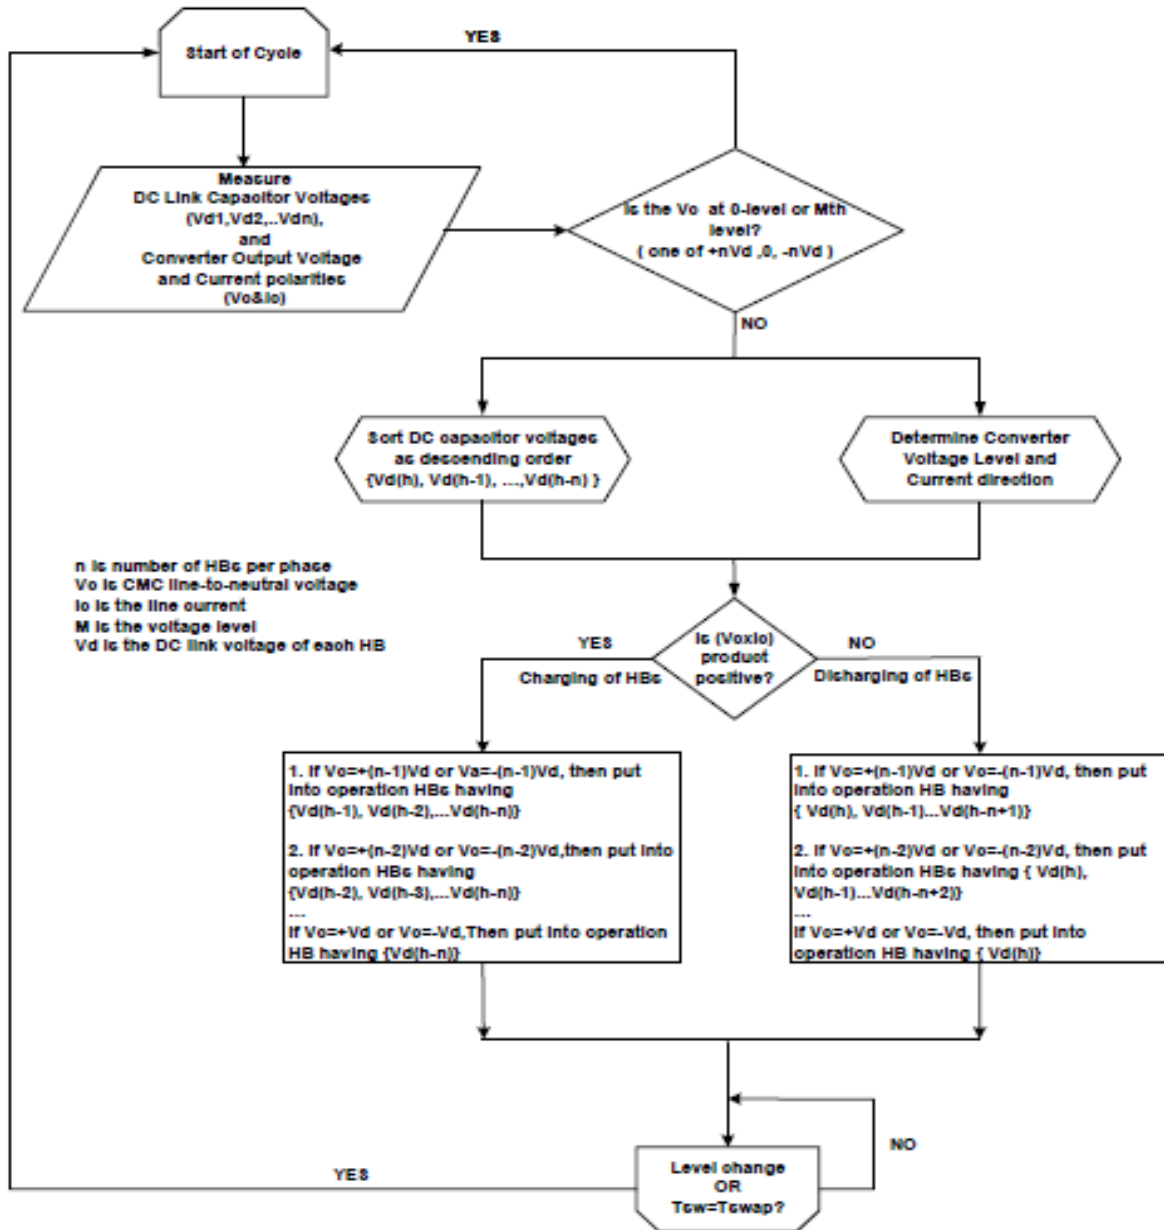 Start of Cycle
YES
Measure
DC Link Capacitor Voltages
(Vd1,Vd2,..Vdn),
and
Converter Output Voltage
and Current polarities
(Vo&Io)
Is the Vo at 0-level or Mth
level?
( one of +nVd ,0, -nVd )
NO
Sort DC capacitor voltages
as descending order
{Vd(h), Vd(h-1), ...,Vd(h-n) }
Determine Converter
Voltage Level and
Current direction
n is number of HBs per phase
Vo is CMC line-to-neutral voltage
Io is the line current
M is the voltage level
Vd is the DC link voltage of each HB
Is (VoxIo)
product
positive?
YES
Charging of HBs
NO
Disharging of HBs
1. If Vo=+(n-1)Vd or Va=-(n-1)Vd, then put
into operation HBs having
{Vd(h-1), Vd(h-2),...Vd(h-n)}
2. If Vo=+(n-2)Vd or Vo=-(n-2)Vd,then put into
operation HBs having
{Vd(h-2), Vd(h-3),...Vd(h-n)}
...
If Vo=+Vd or Vo=-Vd,Then put into operation
HB having {Vd(h-n)}
1. If Vo=+(n-1)Vd or Vo=-(n-1)Vd, then put
into operation HB having
{ Vd(h), Vd(h-1)...Vd(h-n+1)}
2. If Vo=+(n-2)Vd or Vo=-(n-2)Vd, then put
into operation HBs having { Vd(h),
Vd(h-1)...Vd(h-n+2)}
...
If Vo=+Vd or Vo=-Vd, then put into
operation HB having { Vd(h)}
Level change
OR
Tsw=Tswap?
NO
YES